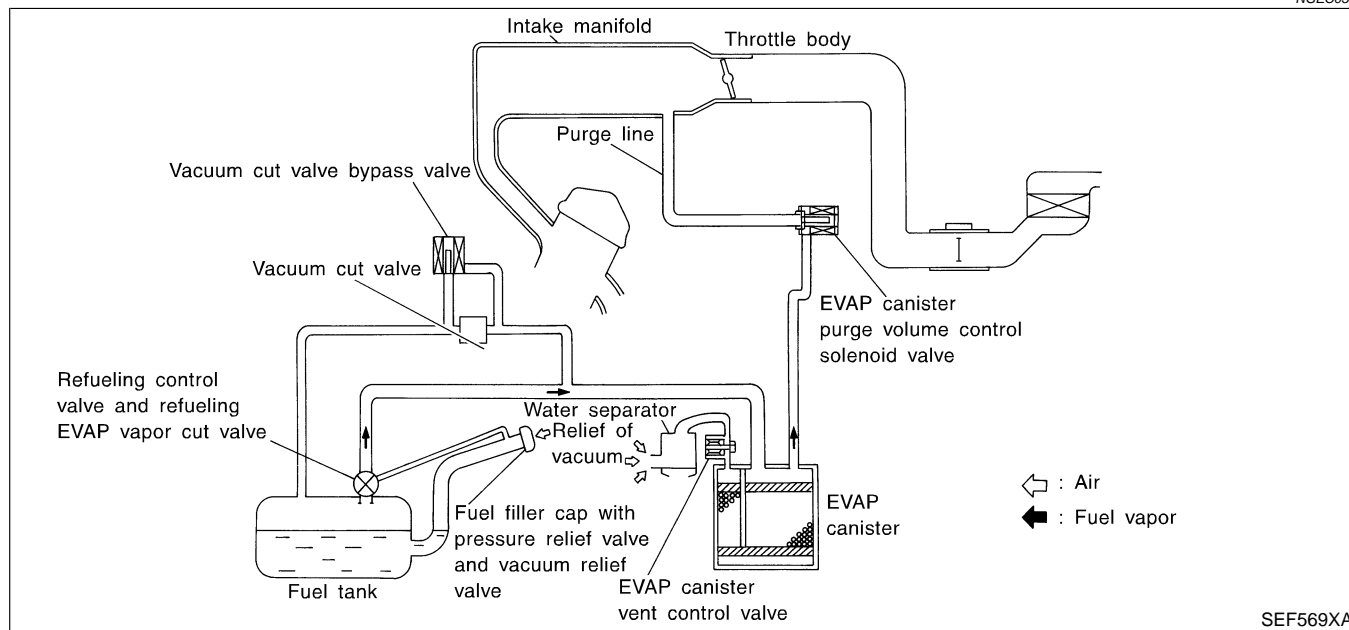 Intake manifold
Throttle body
Purge line
Vacuum cut valve bypass valve
Vacuum cut valve
EVAP canister
purge volume control
solenoid valve
Refueling control
valve and refueling
EVAP vapor cut valve
Water separator
Relief of
vacuum
: Air
: Fuel vapor
EVAP
canister
Fuel filler cap with
pressure relief valve
and vacuum relief
valve
EVAP canister
vent control valve
Fuel tank
SEF569XA